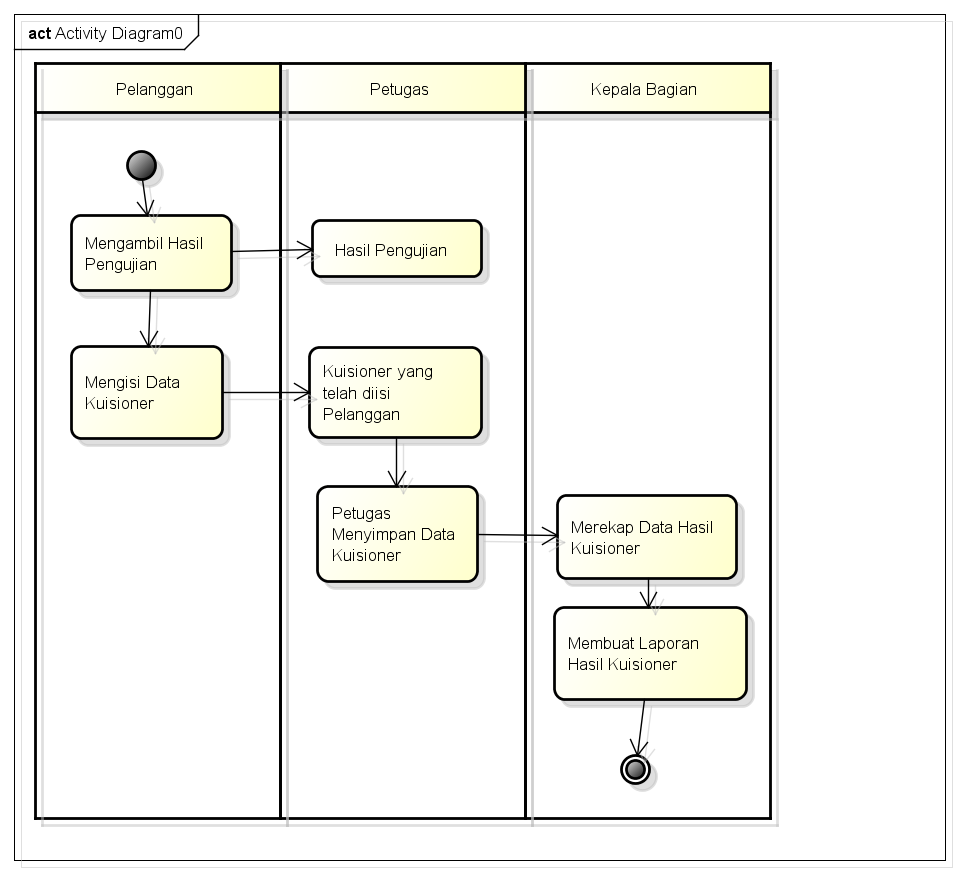 act Activity Diagram0
Pelanggan
Petugas
Kepala Bagian
Mengambil Hasil
Pengujian
Hasil Pengujian
Mengisi Data
Kuisioner
Kuisioner yang
telah diisi
Pelanggan
Petugas
Menyimpan Data
Kuisioner
Merekap Data Hasil
Kuisioner
Membuat Laporan
Hasil Kuisioner